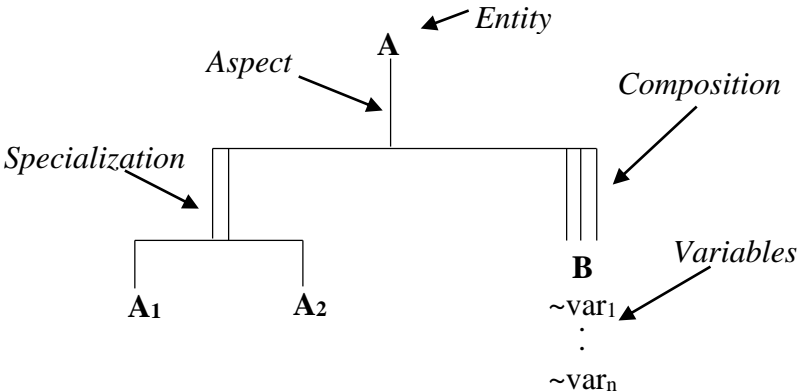 Entity
A
Aspect
Composition
Specialization
Variables
B
A1 A2
~var1
.
.
~varn